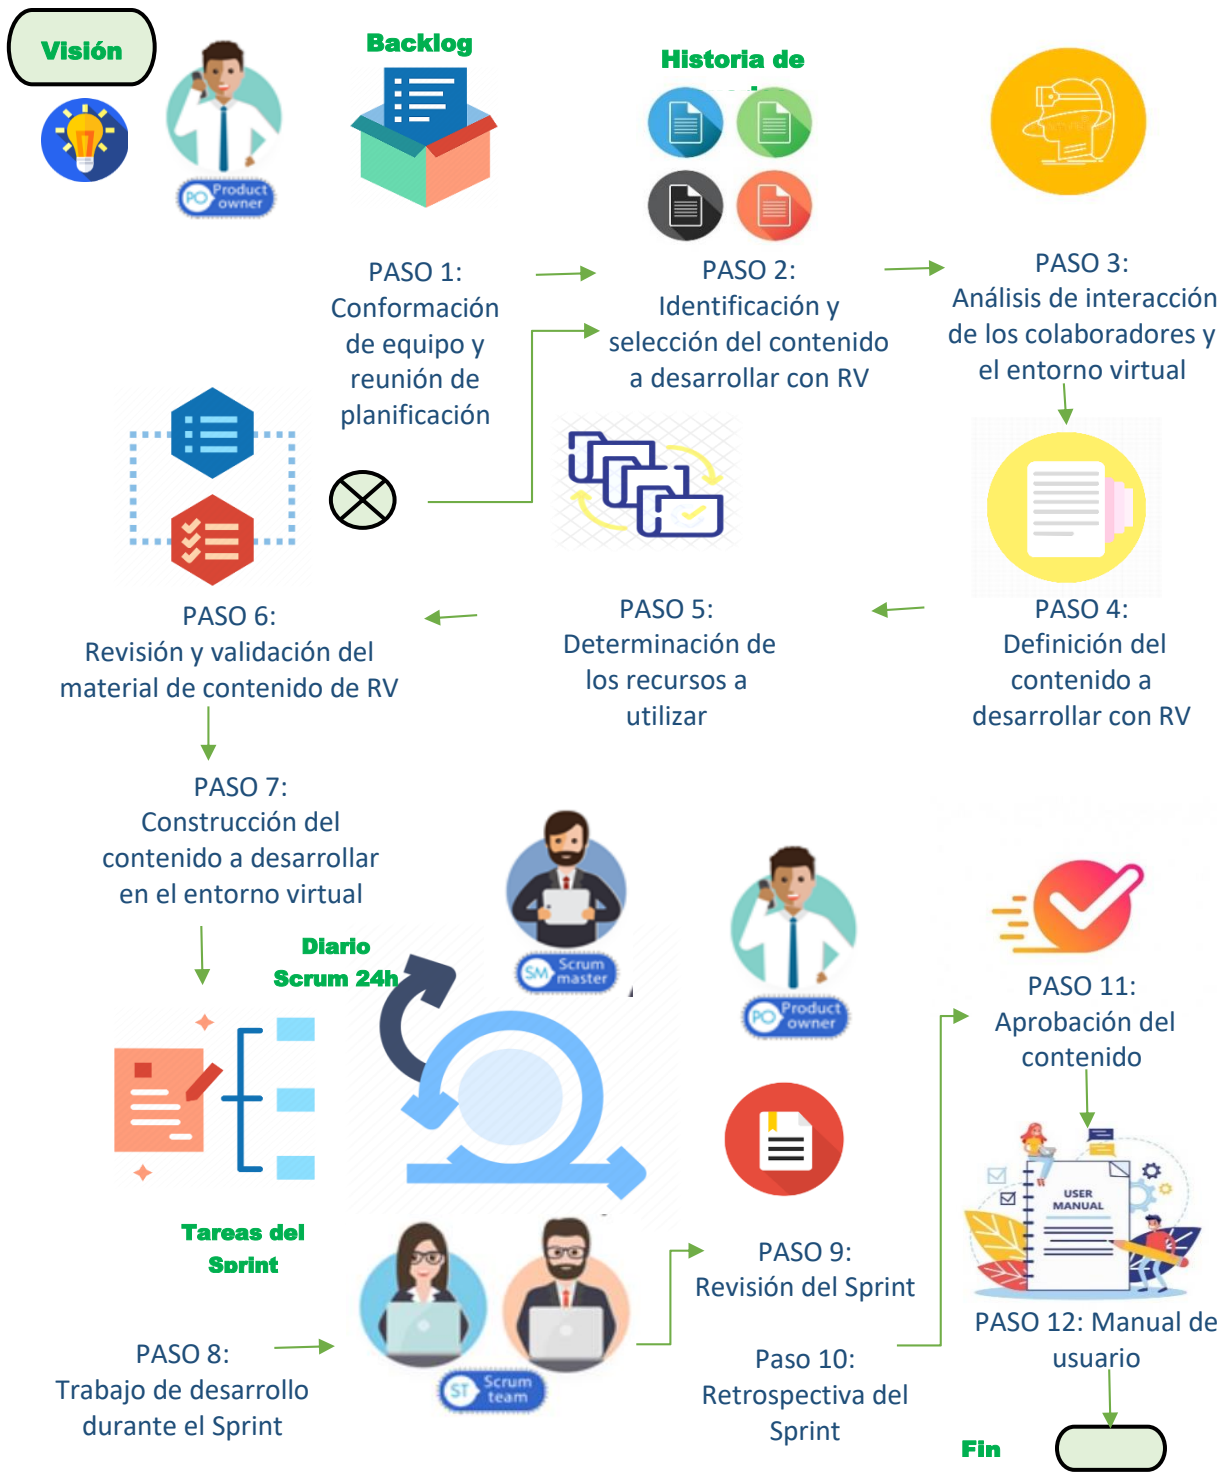 Visión
PO Product
owner
Backlog
Historia de
PASO 1:
Conformación
de equipo y
reunión de
planificación
PASO 2:
Identificación y
selección del contenido
a desarrollar con RV
PASO 3:
Análisis de interacción
de los colaboradores y
el entorno virtual
PASO 6:
Revisión y validación del
material de contenido de RV
PASO 5:
Determinación de
los recursos a
utilizar
PASO 4:
Definición del
contenido a
desarrollar con RV
PASO 7:
Construcción del
contenido a desarrollar
en el entorno virtual
Diario
Scrum 24h
SM Scrum
master
PO Product
owner
PASO 11:
Aprobación del
contenido
USER
MANUAL
Tareas del
Sprint
PASO 8:
Trabajo de desarrollo
durante el Sprint
ST Scrum
team
PASO 9:
Revisión del Sprint
Paso 10:
Retrospectiva del
Sprint
PASO 12: Manual de
usuario
Fin